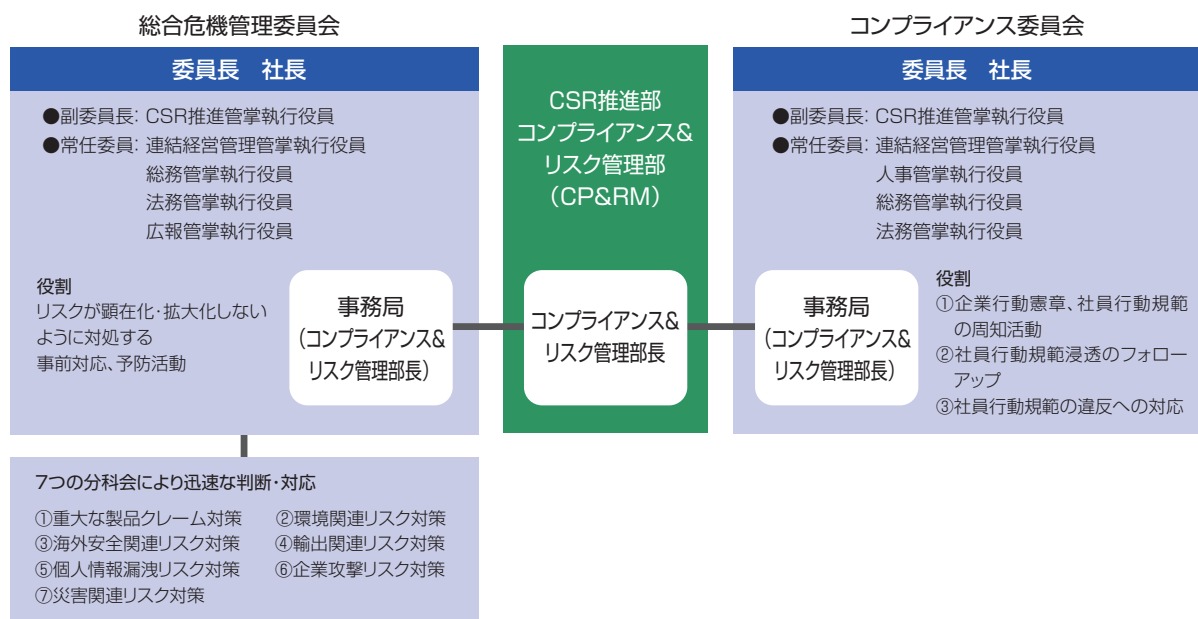 総合危機管理委員会
委員長　社長
●副委員長: CSR推進管掌執行役員
●常任委員: 連結経営管理管掌執行役員
総務管掌執行役員
法務管掌執行役員
広報管掌執行役員
役割
リスクが顕在化・拡大化しない
ように対処する
事前対応、予防活動
事務局
(コンプライアンス&
リスク管理部長)
7つの分科会により迅速な判断・対応
①重大な製品クレーム対策　②環境関連リスク対策
③海外安全関連リスク対策　④輸出関連リスク対策
⑤個人情報漏洩リスク対策　⑥企業攻撃リスク対策
⑦災害関連リスク対策
CSR推進部
コンプライアンス&
リスク管理部
(CP&RM)
コンプライアンス&
リスク管理部長
コンプライアンス委員会
委員長　社長
●副委員長: CSR推進管掌執行役員
●常任委員: 連結経営管理管掌執行役員
人事管掌執行役員
総務管掌執行役員
法務管掌執行役員
事務局
(コンプライアンス&
リスク管理部長)
役割
①企業行動憲章、社員行動規範
の周知活動
②社員行動規範浸透のフォロー
アップ
③社員行動規範の違反への対応